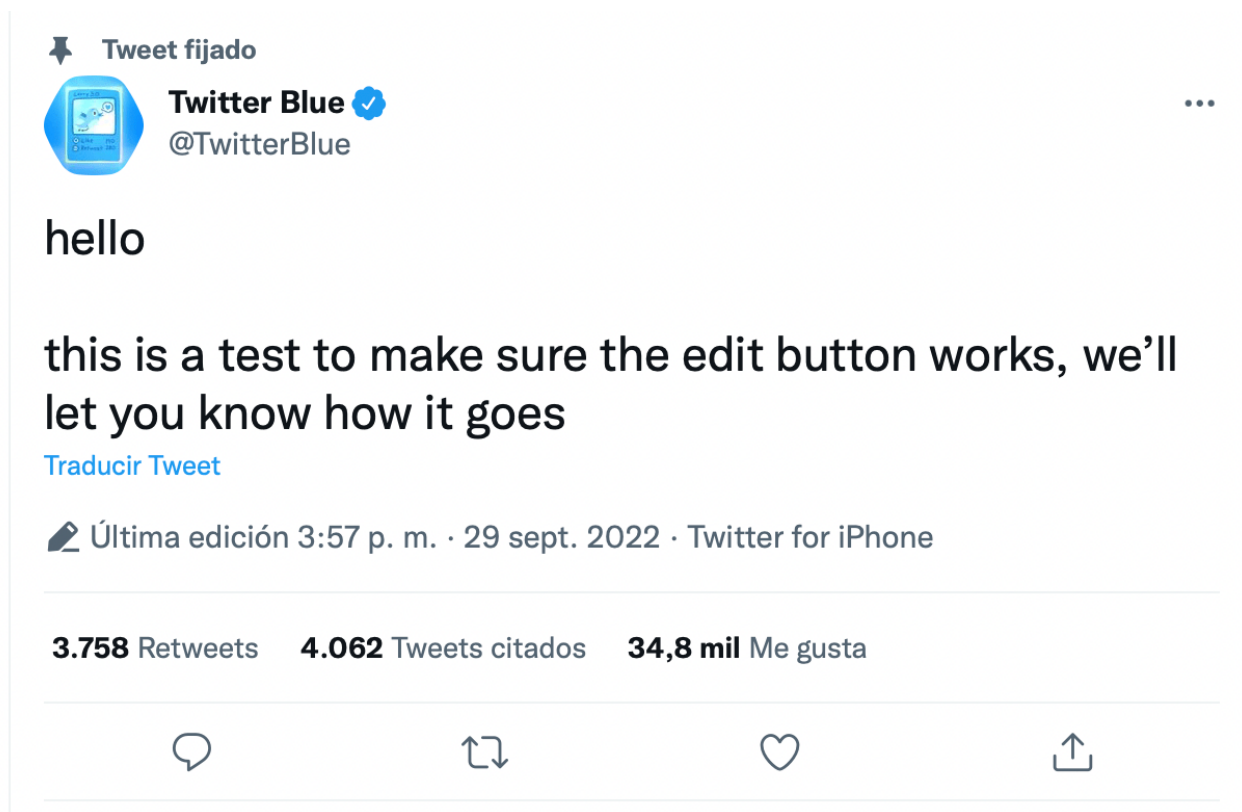 Tweet fijado
Twitter Blue
@TwitterBlue
hello
this is a test to make sure the edit button works, we’ll
let you know how it goes
Traducir Tweet
Última edición 3:57 p. m. · 29 sept. 2022 · Twitter for iPhone
3.758 Retweets 4.062 Tweets citados 34,8 mil Me gusta